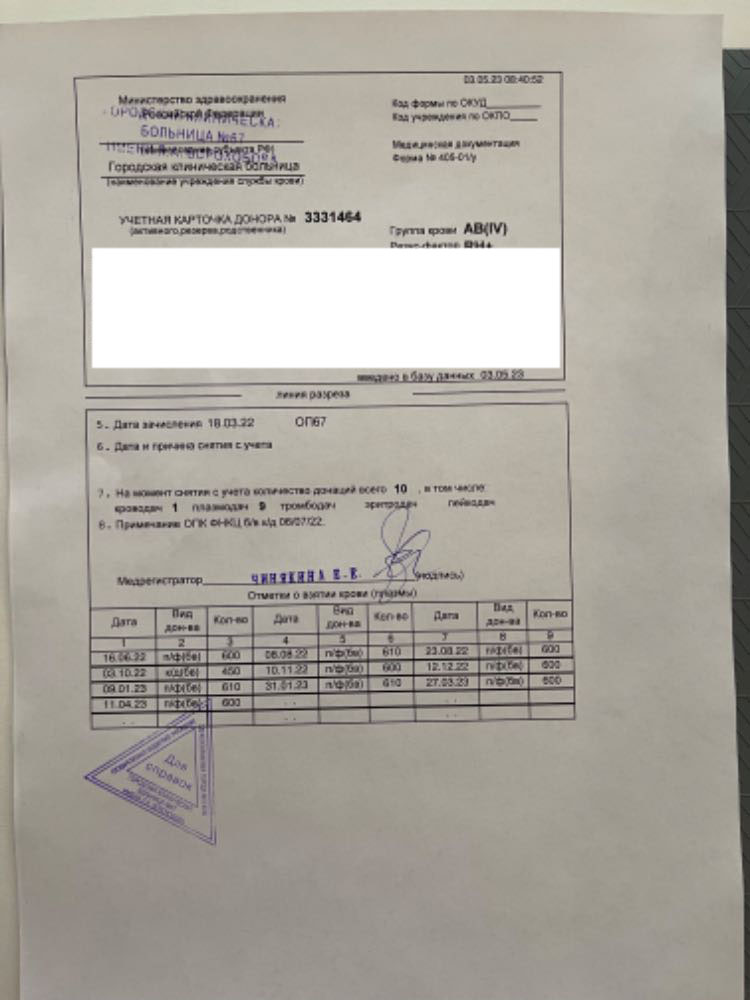 03.05.23 08:40:52
Министерство здравоохранения
Российской Федерации
БОЛЬНИЦА №67
Городская клиническая больница
(наименование учреждения службы крови)
Код формы по ОКУД
Код учреждения по ОКПО
Медицинская документация
Форма № 405-01/у
УЧЕТНАЯ КАРТОЧКА ДОНОРА № 3331464
(активного,резерва,родственника)
Группа крови АВ(IV)
Резус-фактор RH+
введено в базу данных 03.05.23
линия разреза
5. Дата зачисления 18.03.22 ОП67
6. Дата и причина снятия с учета
7. На момент снятия с учета количество донаций всего 10 , в том числе:
кроводач 1 плазмодач 9 тромбодач эритродач лейкодач
8. Примечание ОПК ФНКЦ б/в к/д 06/07/22.
Медрегистратор ЧИНЯКИНА Е.Е. (подпись)
Отметки о взятии крови (плазмы)
Дата Вид дон-ва Кол-во Дата Вид дон-ва Кол-во Дата Вид дон-ва Кол-во
1 2 3 4 5 6 7 8 9
16.06.22 п/ф(бв) 600 08.08.22 п/ф(бв) 610 23.08.22 п/ф(бв) 600
03.10.22 к/д(бв) 450 10.11.22 п/ф(бв) 600 12.12.22 п/ф(бв) 600
09.01.23 п/ф(бв) 610 31.01.23 п/ф(бв) 610 27.03.23 п/ф(бв) 600
11.04.23 п/ф(бв) 600 . . . .
. . . . . .
Для
справок